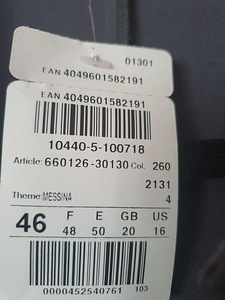 01301
EAN 4049601582191
EAN 4049601582191
10440-5-100718
Article: 660126-30130 Col: 260
2131
Theme: MESSINA 4
46 F E GB US
48 50 20 16
0000452540761 103